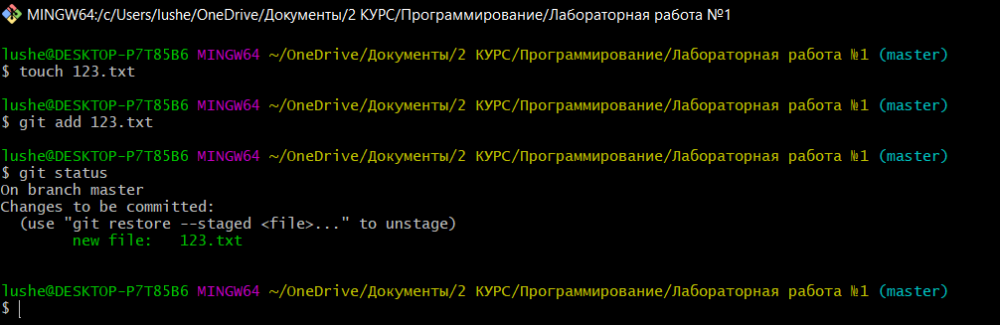 MINGW64:/c/Users/lushe/OneDrive/Документы/2 КУРС/Программирование/Лабораторная работа №1
lushe@DESKTOP-P7T85B6 MINGW64 ~/OneDrive/Документы/2 КУРС/Программирование/Лабораторная работа №1 (master)
$ touch 123.txt
lushe@DESKTOP-P7T85B6 MINGW64 ~/OneDrive/Документы/2 КУРС/Программирование/Лабораторная работа №1 (master)
$ git add 123.txt
lushe@DESKTOP-P7T85B6 MINGW64 ~/OneDrive/Документы/2 КУРС/Программирование/Лабораторная работа №1 (master)
$ git status
On branch master
Changes to be committed:
  (use "git restore --staged <file>..." to unstage)
        new file:   123.txt
lushe@DESKTOP-P7T85B6 MINGW64 ~/OneDrive/Документы/2 КУРС/Программирование/Лабораторная работа №1 (master)
$